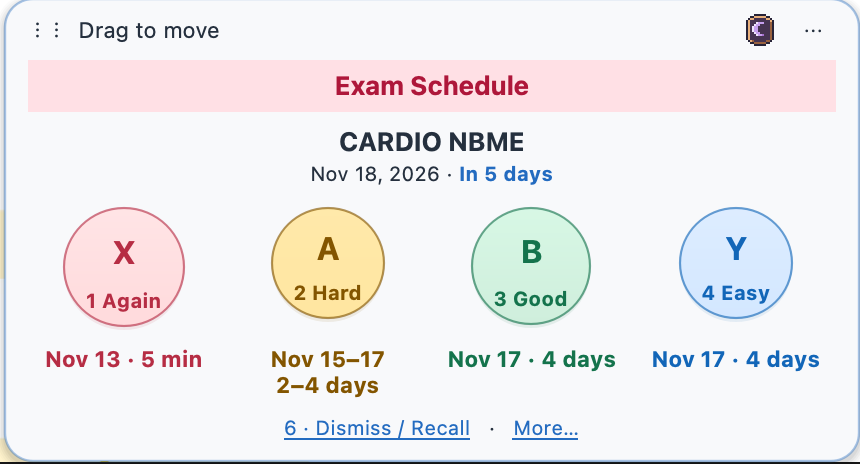 Drag to move
...
Exam Schedule
CARDIO NBME
Nov 18, 2026 · In 5 days
X
1 Again
A
2 Hard
B
3 Good
Y
4 Easy
Nov 13 · 5 min
Nov 15–17
2–4 days
Nov 17 · 4 days
Nov 17 · 4 days
6 · Dismiss / Recall · More...